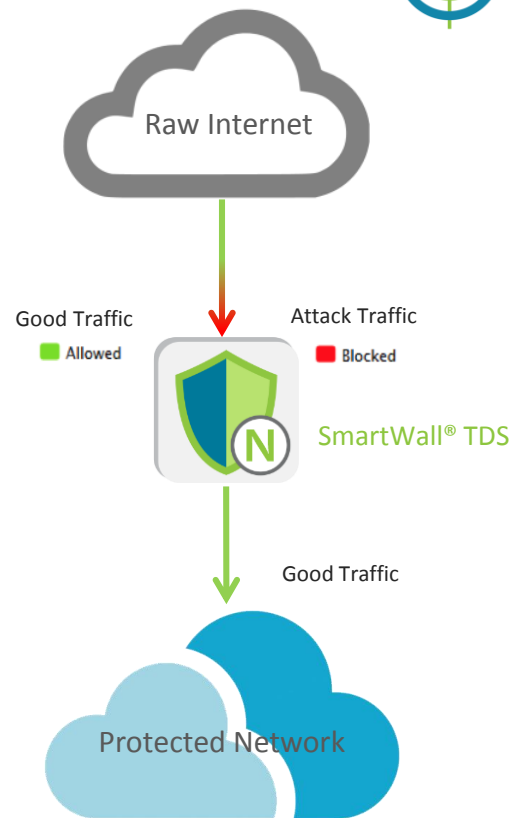 Raw Internet
Good Traffic
Attack Traffic
Allowed
Blocked
N
SmartWall® TDS
Good Traffic
Protected Network